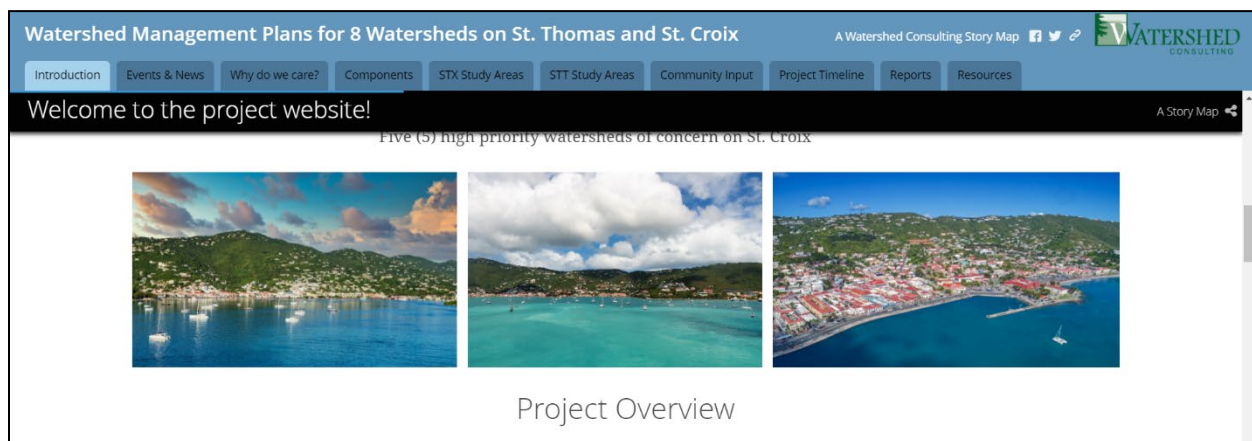 Watershed Management Plans for 8 Watersheds on St. Thomas and St. Croix
A Watershed Consulting Story Map
WATERSHED
CONSULTING
Introduction
Events & News
Why do we care?
Components
STX Study Areas
STT Study Areas
Community Input
Project Timeline
Reports
Resources
Welcome to the project website!
A Story Map
Five (5) high priority watersheds of concern on St. Croix
Project Overview